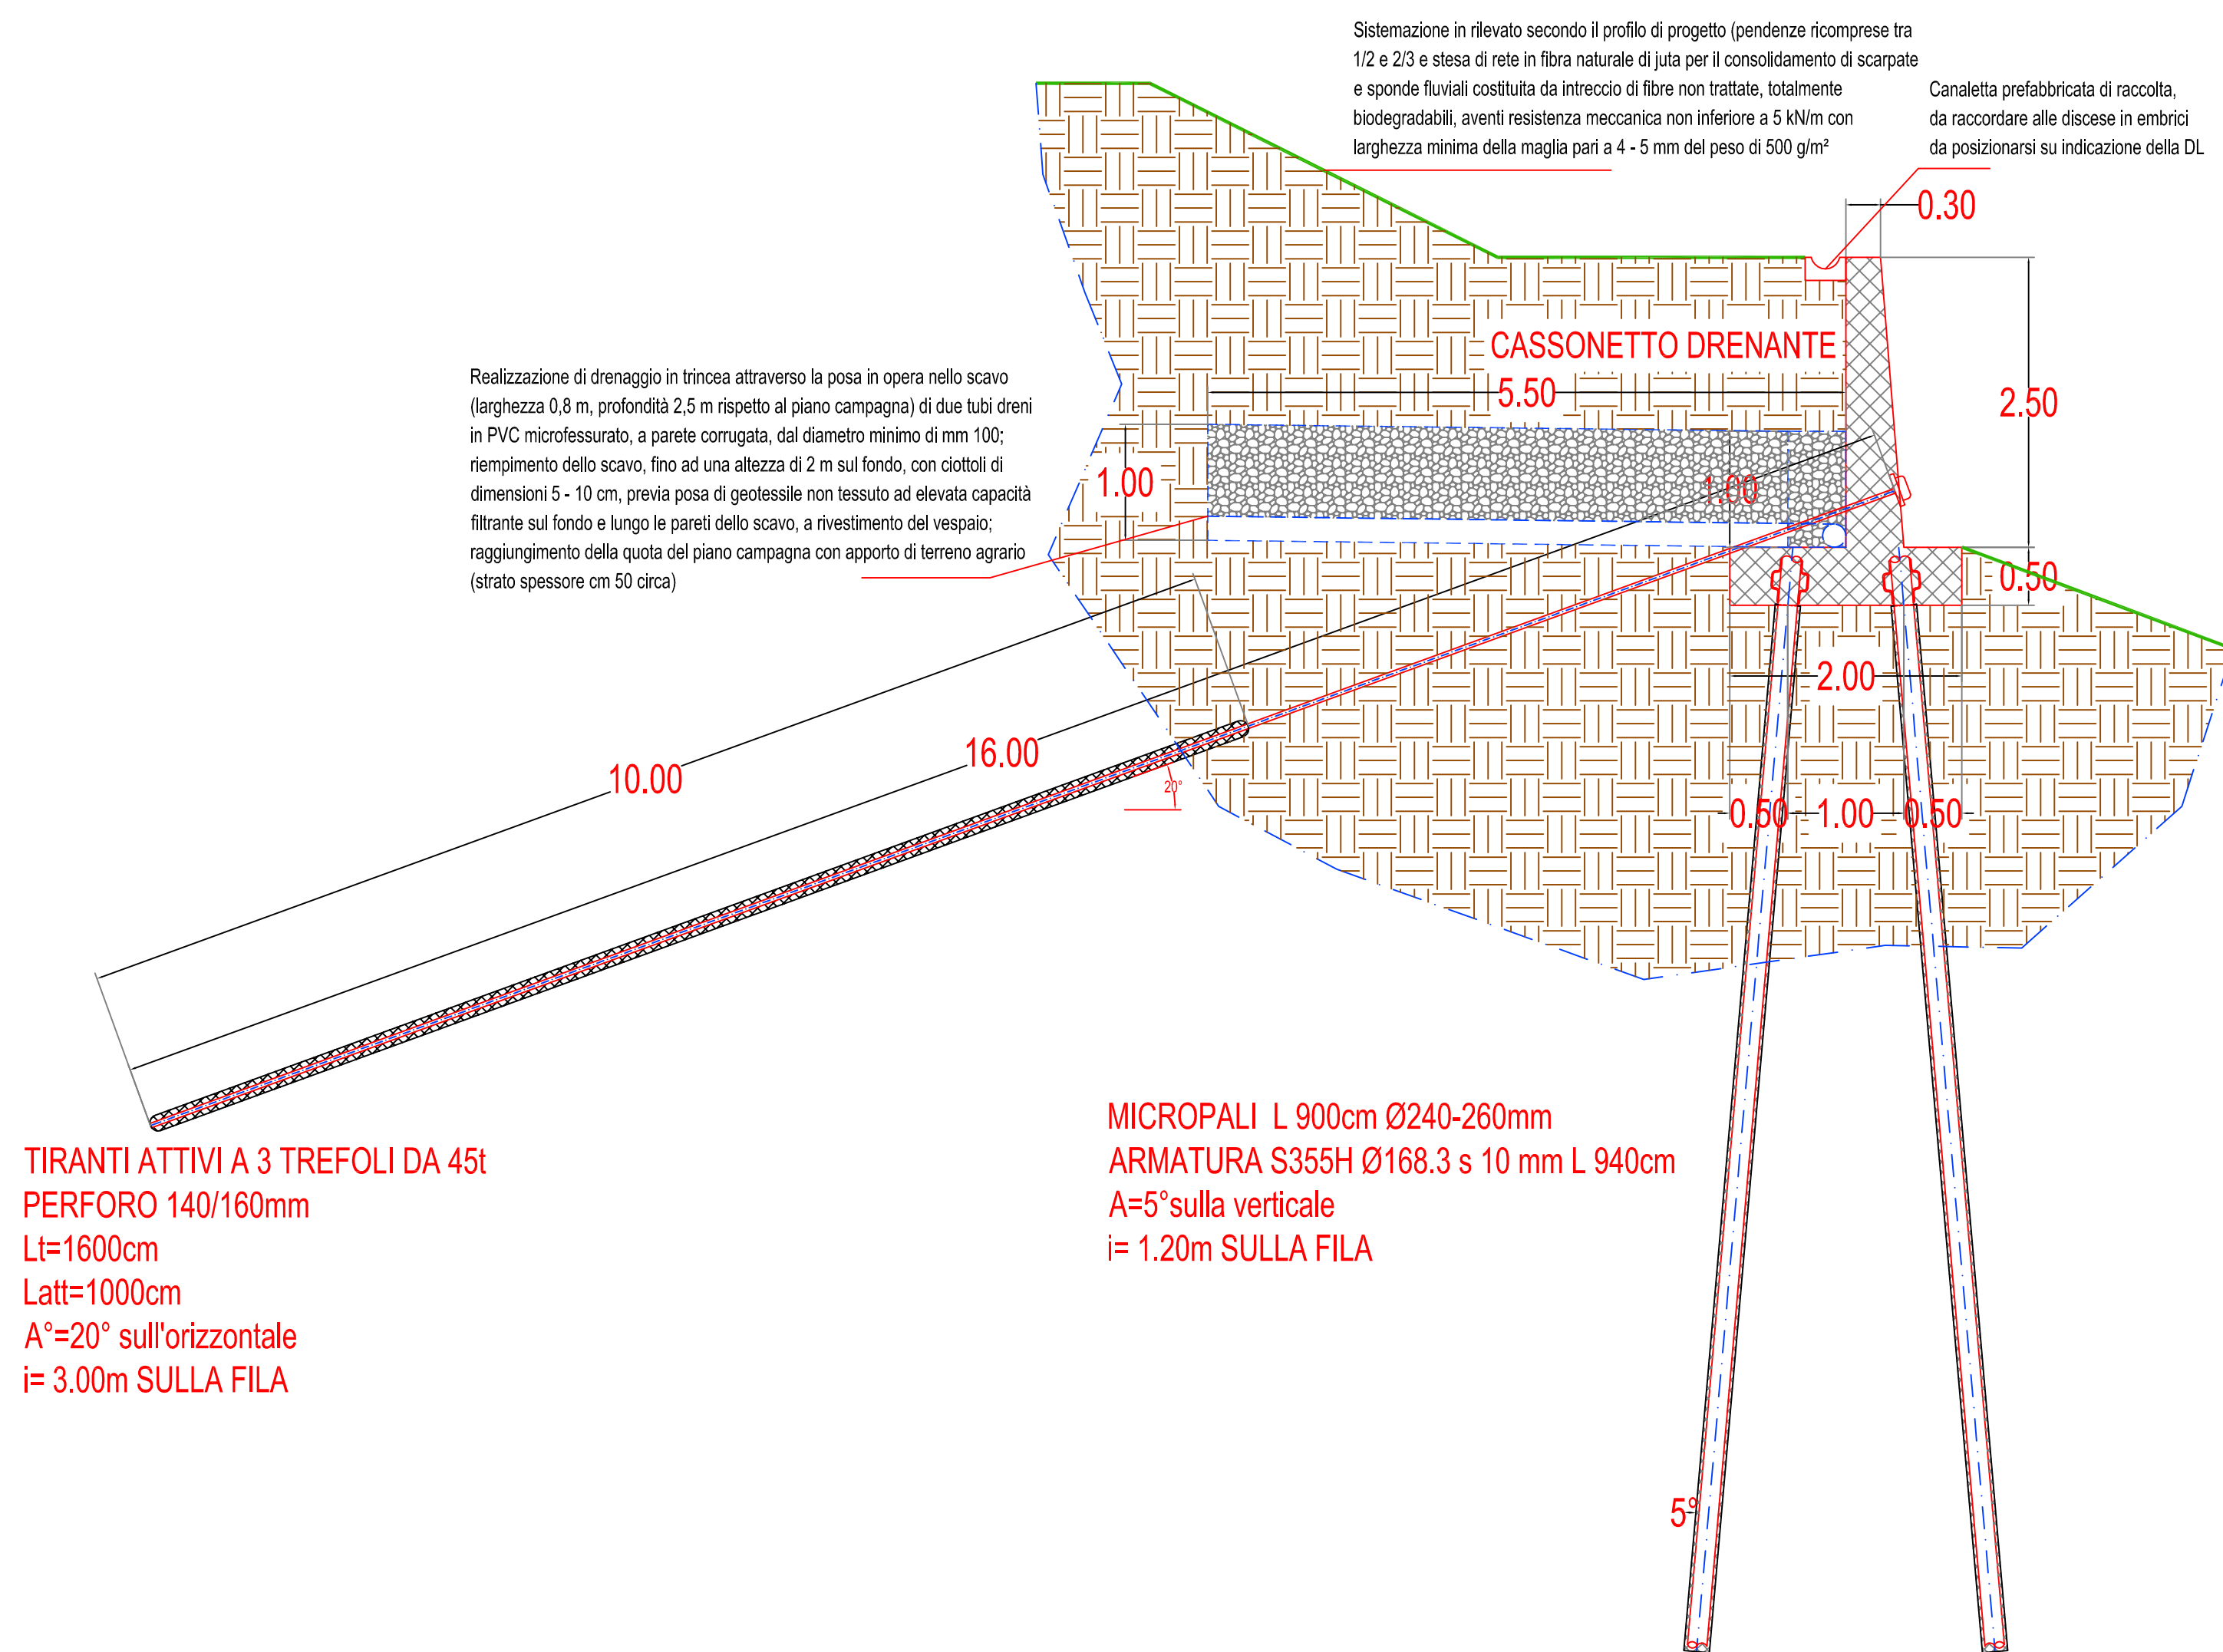 Sistemazione in rilevato secondo il profilo di progetto (pendenze ricomprese tra
1/2 e 2/3 e stesa di rete in fibra naturale di juta per il consolidamento di scarpate
e sponde fluviali costituita da intreccio di fibre non trattate, totalmente
biodegradabili, aventi resistenza meccanica non inferiore a 5 kN/m con
larghezza minima della maglia pari a 4 - 5 mm del peso di 500 g/m²
Canaletta prefabbricata di raccolta,
da raccordare alle discese in embrici
da posizionarsi su indicazione della DL
0.30
CASSONETTO DRENANTE
5.50
2.50
Realizzazione di drenaggio in trincea attraverso la posa in opera nello scavo
(larghezza 0,8 m, profondità 2,5 m rispetto al piano campagna) di due tubi dreni
in PVC microfessurato, a parete corrugata, dal diametro minimo di mm 100;
riempimento dello scavo, fino ad una altezza di 2 m sul fondo, con ciottoli di
dimensioni 5 - 10 cm, previa posa di geotessile non tessuto ad elevata capacità
filtrante sul fondo e lungo le pareti dello scavo, a rivestimento del vespaio;
raggiungimento della quota del piano campagna con apporto di terreno agrario
(strato spessore cm 50 circa)
1.00
1.00
0.50
2.00
10.00
16.00
20°
0.50
1.00
0.50
TIRANTI ATTIVI A 3 TREFOLI DA 45t
PERFORO 140/160mm
Lt=1600cm
Latt=1000cm
A°=20° sull'orizzontale
i= 3.00m SULLA FILA
MICROPALI L 900cm Ø240-260mm
ARMATURA S355H Ø168.3 s 10 mm L 940cm
A=5°sulla verticale
i= 1.20m SULLA FILA
5°